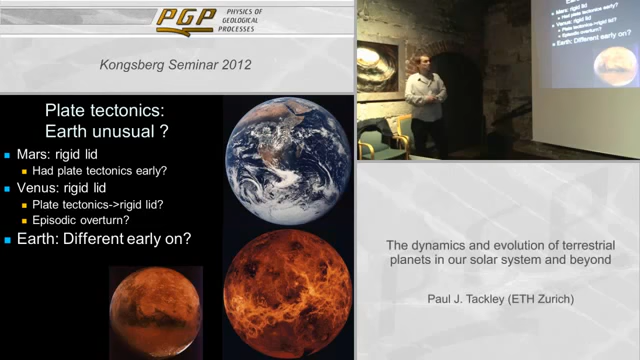 PGP
PHYSICS OF
GEOLOGICAL
PROCESSES
Kongsberg Seminar 2012
Plate tectonics:
Earth unusual ?
Mars: rigid lid
Had plate tectonics early?
Venus: rigid lid
Plate tectonics->rigid lid?
Episodic overturn?
Earth: Different early on?
Mars: rigid lid
Had plate tectonics early?
Venus: rigid lid
Plate tectonics->rigid lid?
Episodic overturn?
Earth: Different early on?
The dynamics and evolution of terrestrial
planets in our solar system and beyond
Paul J. Tackley (ETH Zurich)